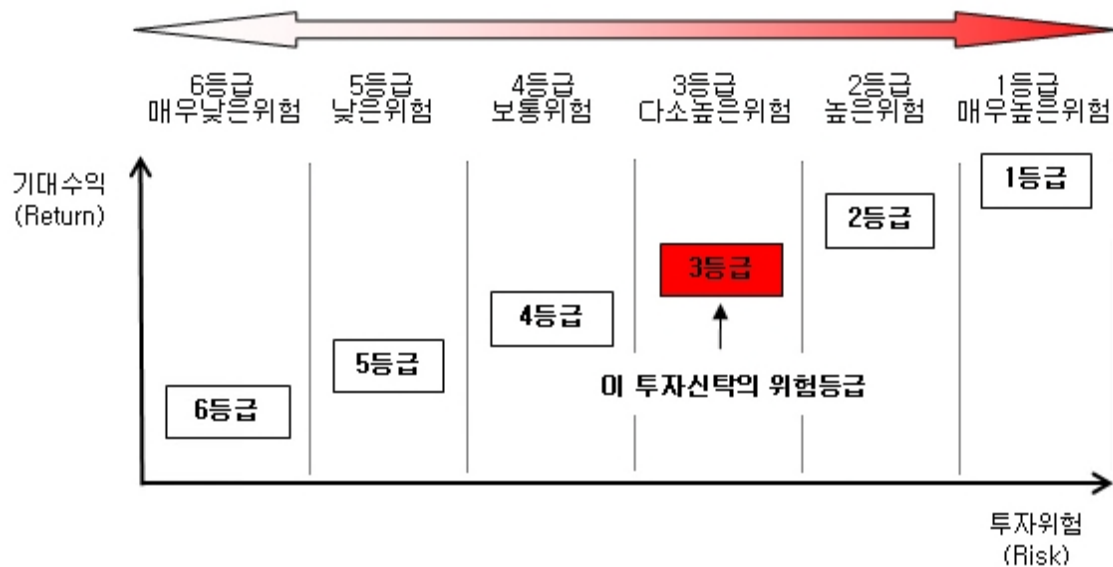 6등급
매우낮은위험
5등급
낮은위험
4등급
보통위험
3등급
다소높은위험
2등급
높은위험
1등급
매우높은위험
기대수익
(Return)
1등급
2등급
3등급
4등급
5등급
6등급
이 투자신탁의 위험등급
투자위험
(Risk)